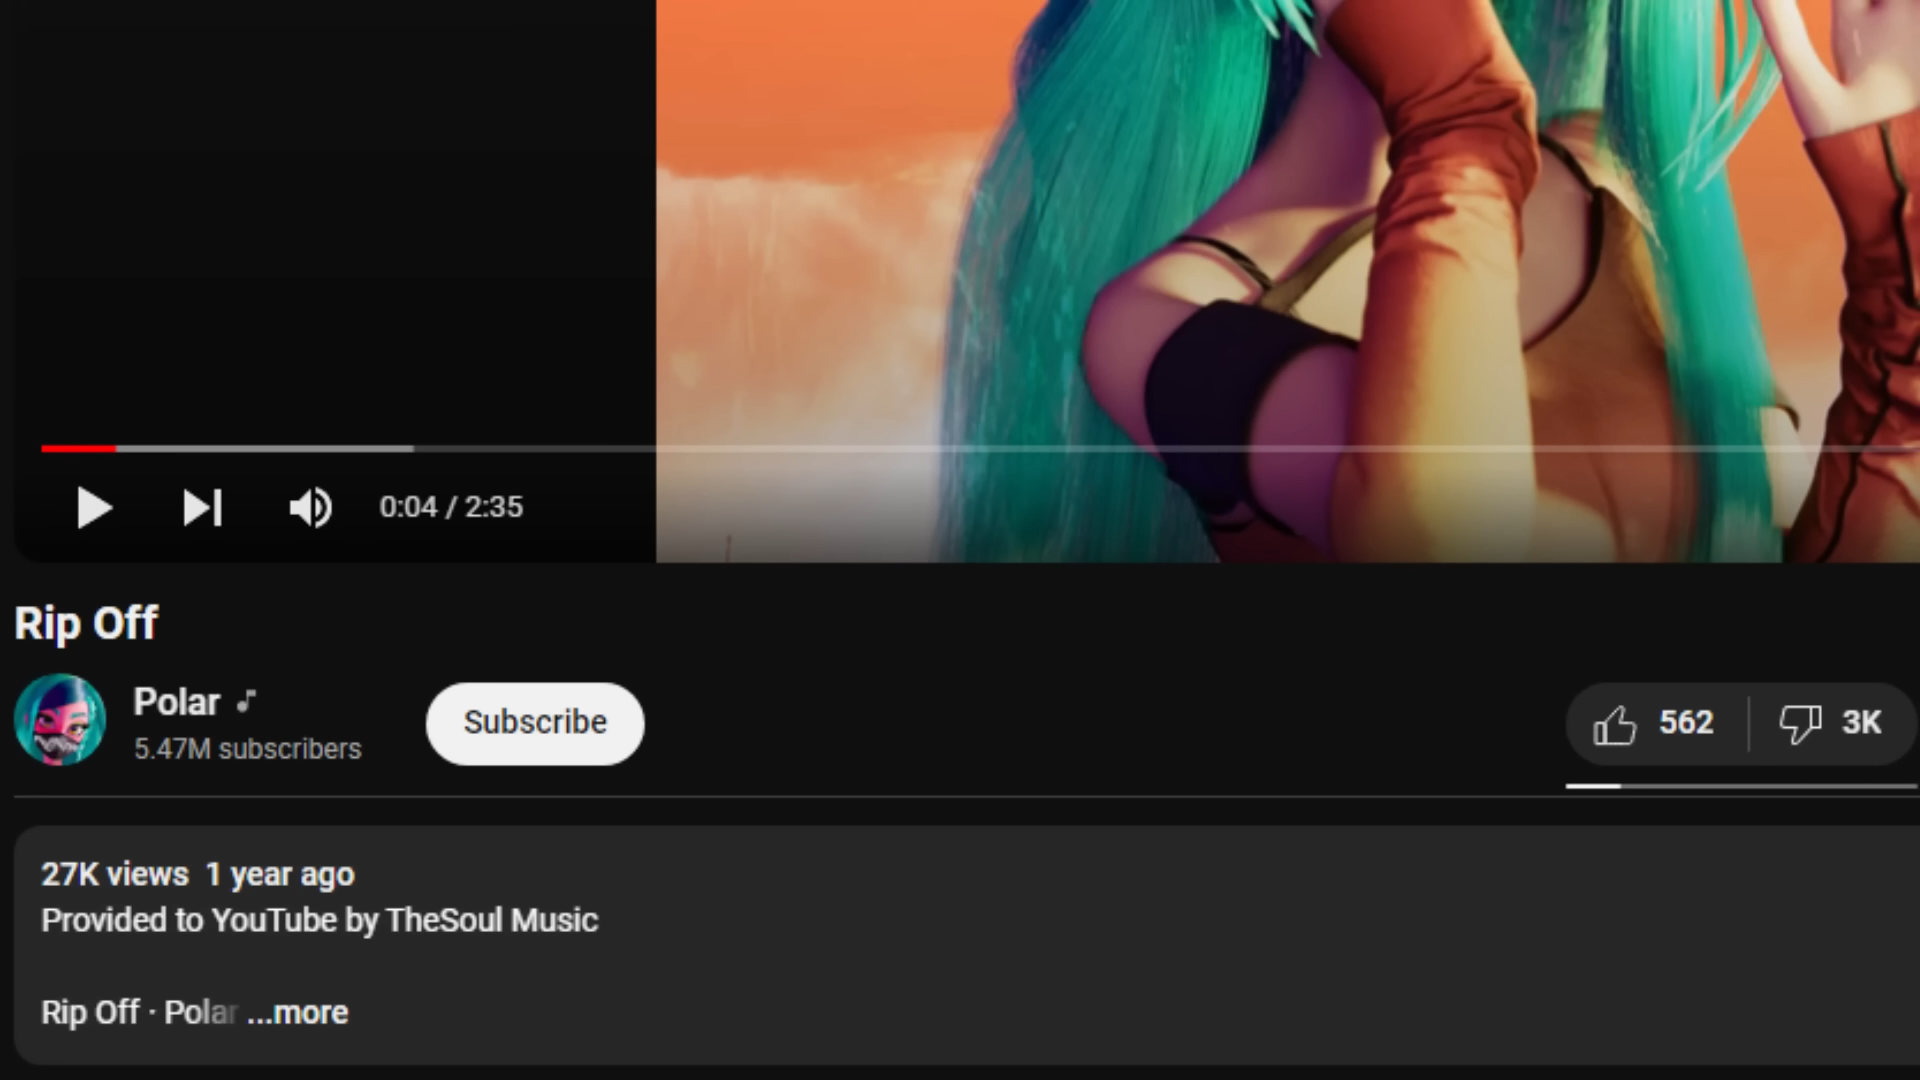 0:04 / 2:35
Rip Off
Polar
5.47M subscribers
Subscribe
562
3K
27K views 1 year ago
Provided to YouTube by TheSoul Music
Rip Off · Polar ...more